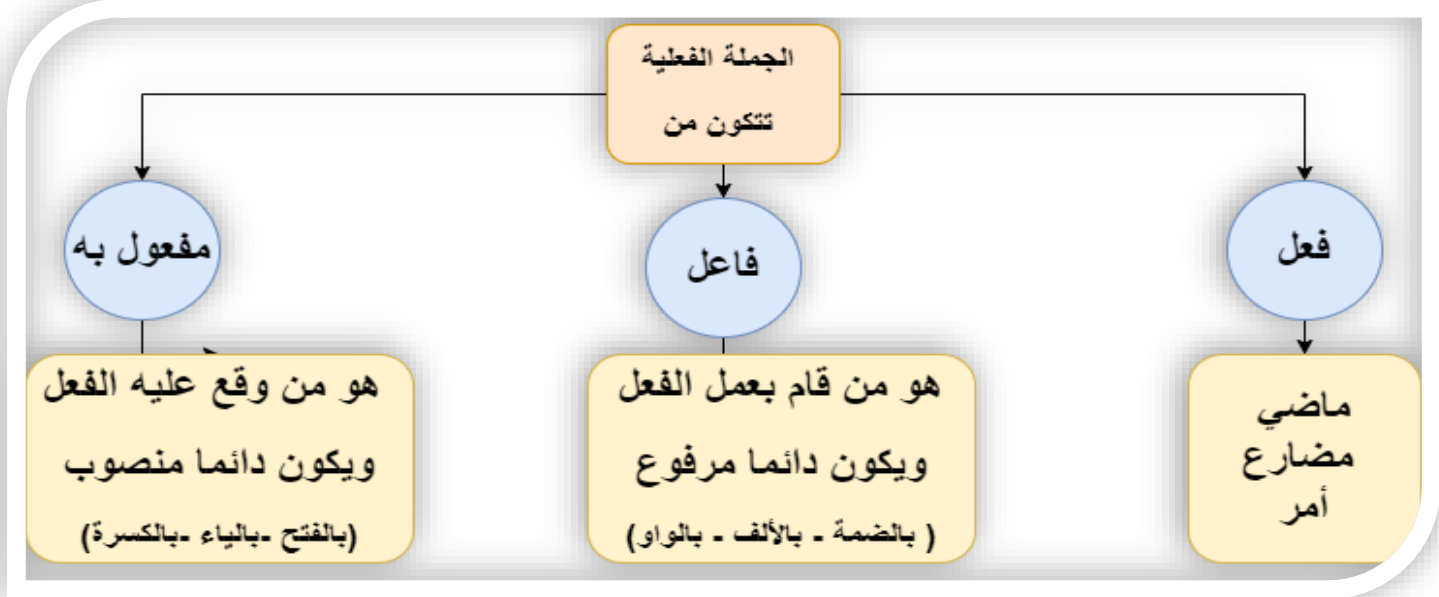 الجملة الفعلية
تتكون من
فعل
فاعل
مفعول به
ماضي
مضارع
أمر
هو من قام بعمل الفعل
ويكون دائما مرفوع
( بالضمة - بالألف - بالواو)
هو من وقع عليه الفعل
ويكون دائما منصوب
(بالفتح -بالياء -بالكسرة)